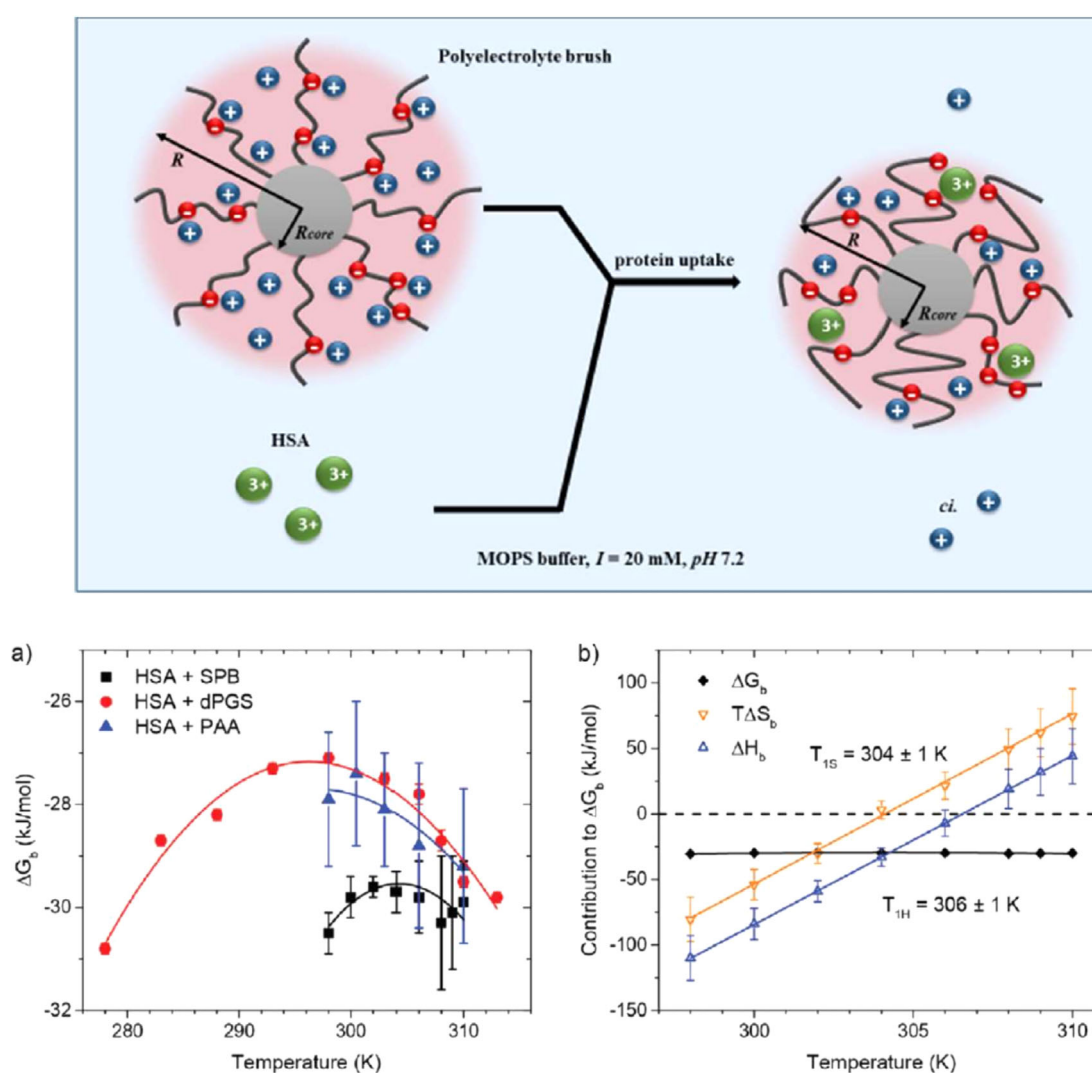 Polyelectrolyte brush
+ + + + + + + + + + + + + + + + + +
- - - - - - - - - - - - - -
R
Rcore
protein uptake
3+
3+
3+
R
Rcore
HSA
3+
3+
3+
ci.
MOPS buffer, I = 20 mM, pH 7.2
a)
HSA + SPB
HSA + dPGS
HSA + PAA
-26
-28
-30
-32
ΔGb (kJ/mol)
280
290
300
310
Temperature (K)
b)
ΔGb
TΔSb
ΔHb
T1S = 304 ± 1 K
T1H = 306 ± 1 K
100
50
0
-50
-100
-150
Contribution to ΔGb (kJ/mol)
300
305
310
Temperature (K)